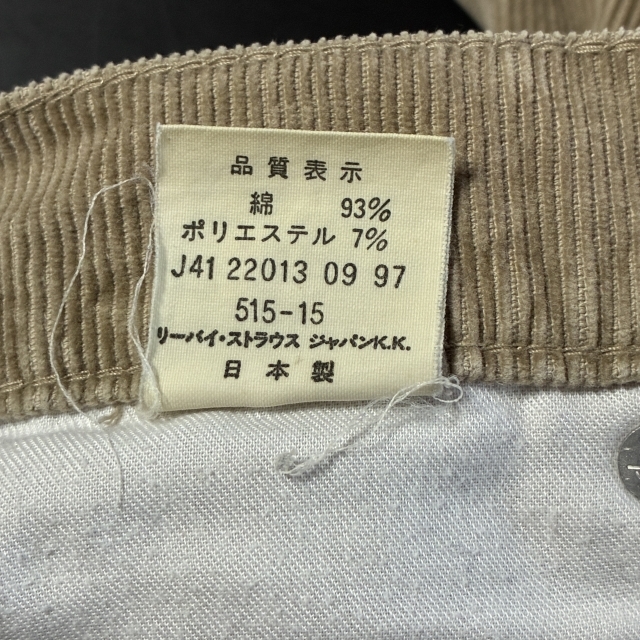 品質表示
綿 93%
ポリエステル 7%
J41 22013 09 97
515-15
リーバイ・ストラウス ジャパンK.K.
日本製